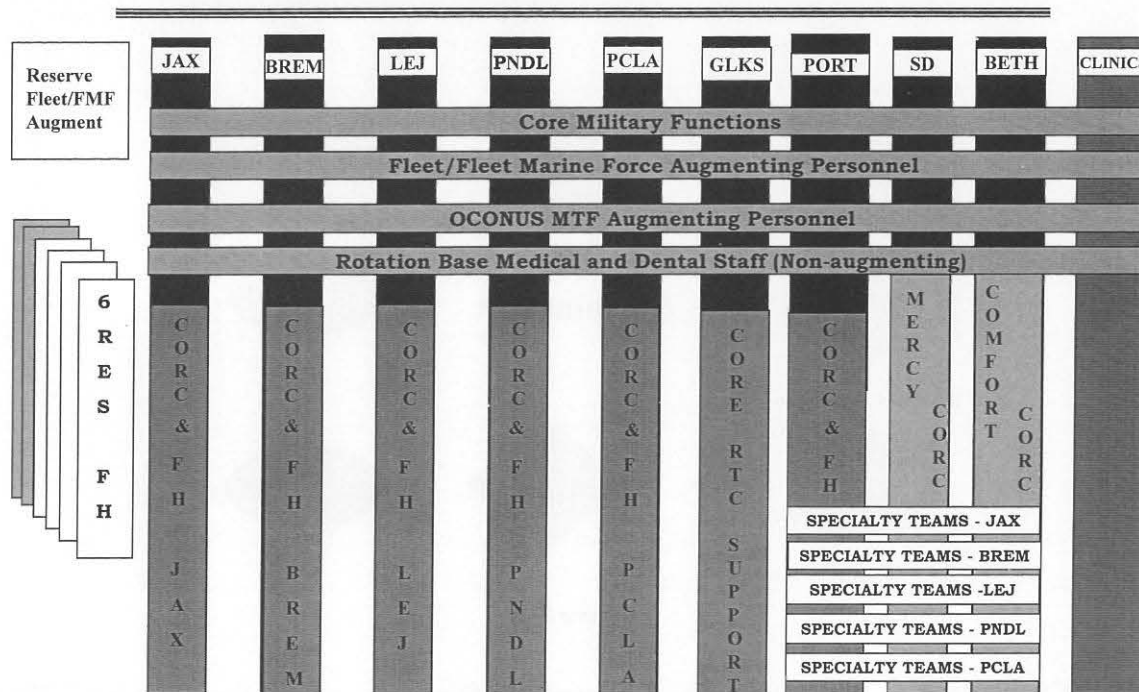 Reserve
Fleet/FMF
Augment
JAX
BREM
LEJ
PNDL
PCLA
GLKS
PORT
SD
BETH
CLINICS
Core Military Functions
Fleet/Fleet Marine Force Augmenting Personnel
OCONUS MTF Augmenting Personnel
Rotation Base Medical and Dental Staff (Non-augmenting)
6 RES FH
CORC & FH JAX
CORC & FH BREM
CORC & FH LEJ
CORC & FH PNDL
CORC & FH PCLA
CORE RTC SUPPORT
CORC & FH
MERCY
CORC
COMFORT
CORC
SPECIALTY TEAMS - JAX
SPECIALTY TEAMS - BREM
SPECIALTY TEAMS -LEJ
SPECIALTY TEAMS - PNDL
SPECIALTY TEAMS - PCLA